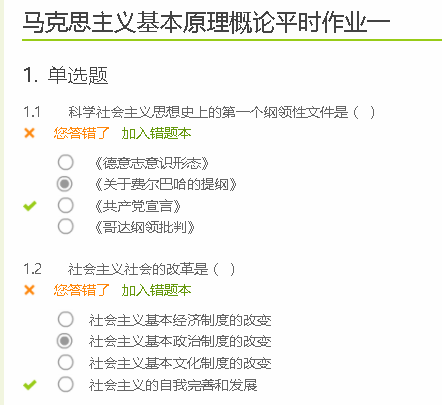 马克思主义基本原理概论平时作业一
1. 单选题
1.1 科学社会主义思想史上的第一个纲领性文件是（ ）
您答错了 加入错题本
《德意志意识形态》
《关于费尔巴哈的提纲》
《共产党宣言》
《哥达纲领批判》
1.2 社会主义社会的改革是（ ）
您答错了 加入错题本
社会主义基本经济制度的改变
社会主义基本政治制度的改变
社会主义基本文化制度的改变
社会主义的自我完善和发展